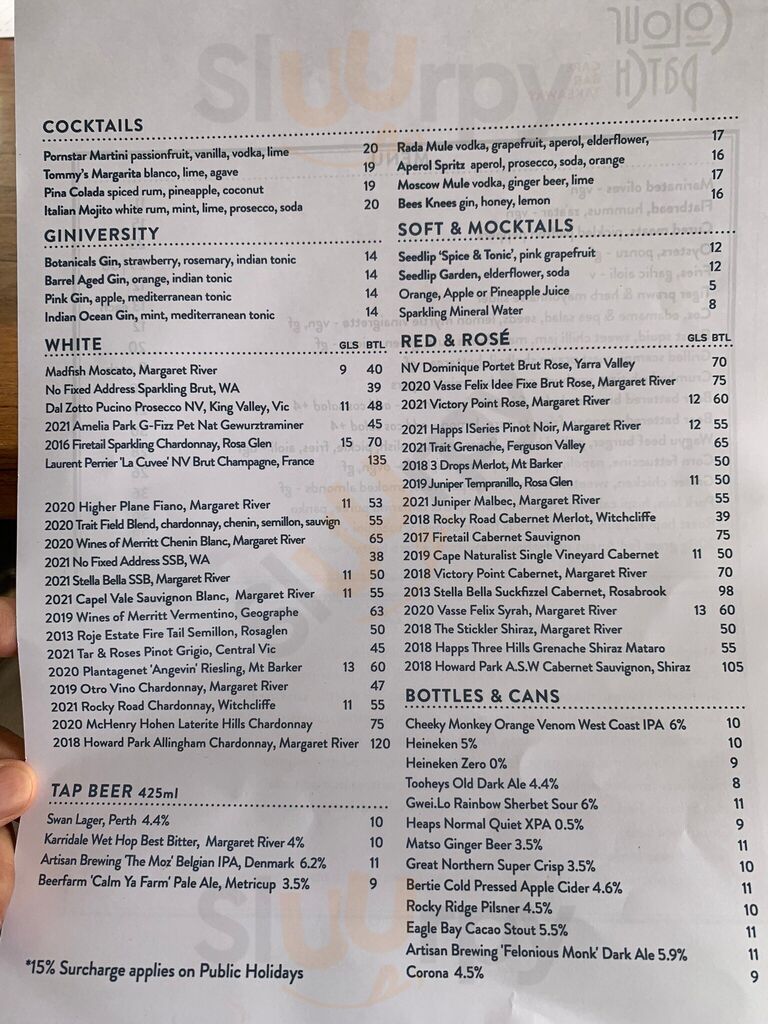 COLOUR
PATCH
CAFE
BAR
TAKEAWAY
Sluurpy
COCKTAILS
Pornstar Martini passionfruit, vanilla, vodka, lime 20
Tommy's Margarita blanco, lime, agave 19
Pina Colada spiced rum, pineapple, coconut 19
Italian Mojito white rum, mint, lime, prosecco, soda 20
Rada Mule vodka, grapefruit, aperol, elderflower, 17
Aperol Spritz aperol, prosecco, soda, orange 16
Moscow Mule vodka, ginger beer, lime 17
Bees Knees gin, honey, lemon 16
GINIVERSITY
Botanicals Gin, strawberry, rosemary, indian tonic 14
Barrel Aged Gin, orange, indian tonic 14
Pink Gin, apple, mediterranean tonic 14
Indian Ocean Gin, mint, mediterranean tonic 14
SOFT & MOCKTAILS
Seedlip 'Spice & Tonic', pink grapefruit 12
Seedlip Garden, elderflower, soda 12
Orange, Apple or Pineapple Juice 5
Sparkling Mineral Water 8
WHITE GLS BTL
Madfish Moscato, Margaret River 9 40
No Fixed Address Sparkling Brut, WA 39
Dal Zotto Pucino Prosecco NV, King Valley, Vic 11 48
2021 Amelia Park G-Fizz Pet Nat Gewurztraminer 45
2016 Firetail Sparkling Chardonnay, Rosa Glen 15 70
Laurent Perrier 'La Cuvee' NV Brut Champagne, France 135
2020 Higher Plane Fiano, Margaret River 11 53
2020 Trait Field Blend, chardonnay, chenin, semillon, sauvign 55
2020 Wines of Merritt Chenin Blanc, Margaret River 65
2021 No Fixed Address SSB, WA 38
2021 Stella Bella SSB, Margaret River 11 50
2021 Capel Vale Sauvignon Blanc, Margaret River 11 55
2019 Wines of Merritt Vermentino, Geographe 63
2013 Roje Estate Fire Tail Semillon, Rosaglen 50
2021 Tar & Roses Pinot Grigio, Central Vic 45
2020 Plantagenet 'Angevin' Riesling, Mt Barker 13 60
2019 Otro Vino Chardonnay, Margaret River 47
2021 Rocky Road Chardonnay, Witchcliffe 11 55
2020 McHenry Hohen Laterite Hills Chardonnay 75
2018 Howard Park Allingham Chardonnay, Margaret River 120
RED & ROSÉ GLS BTL
NV Dominique Portet Brut Rose, Yarra Valley 70
2020 Vasse Felix Idee Fixe Brut Rose, Margaret River 75
2021 Victory Point Rose, Margaret River 12 60
2021 Happs ISeries Pinot Noir, Margaret River 12 55
2021 Trait Grenache, Ferguson Valley 65
2018 3 Drops Merlot, Mt Barker 50
2019 Juniper Tempranillo, Rosa Glen 11 50
2021 Juniper Malbec, Margaret River 55
2018 Rocky Road Cabernet Merlot, Witchcliffe 39
2017 Firetail Cabernet Sauvignon 75
2019 Cape Naturalist Single Vineyard Cabernet 11 50
2018 Victory Point Cabernet, Margaret River 70
2013 Stella Bella Suckfizzel Cabernet, Rosabrook 98
2020 Vasse Felix Syrah, Margaret River 13 60
2018 The Stickler Shiraz, Margaret River 50
2018 Happs Three Hills Grenache Shiraz Mataro 55
2018 Howard Park A.S.W Cabernet Sauvignon, Shiraz 105
TAP BEER 425ml
Swan Lager, Perth 4.4% 10
Karridale Wet Hop Best Bitter, Margaret River 4% 10
Artisan Brewing 'The Moz' Belgian IPA, Denmark 6.2% 11
Beerfarm 'Calm Ya Farm' Pale Ale, Metricup 3.5% 9
*15% Surcharge applies on Public Holidays
BOTTLES & CANS
Cheeky Monkey Orange Venom West Coast IPA 6% 10
Heineken 5% 10
Heineken Zero 0% 9
Tooheys Old Dark Ale 4.4% 8
Gwei.Lo Rainbow Sherbet Sour 6% 11
Heaps Normal Quiet XPA 0.5% 9
Matso Ginger Beer 3.5% 11
Great Northern Super Crisp 3.5% 10
Bertie Cold Pressed Apple Cider 4.6% 11
Rocky Ridge Pilsner 4.5% 10
Eagle Bay Cacao Stout 5.5% 11
Artisan Brewing 'Felonious Monk' Dark Ale 5.9% 11
Corona 4.5% 9